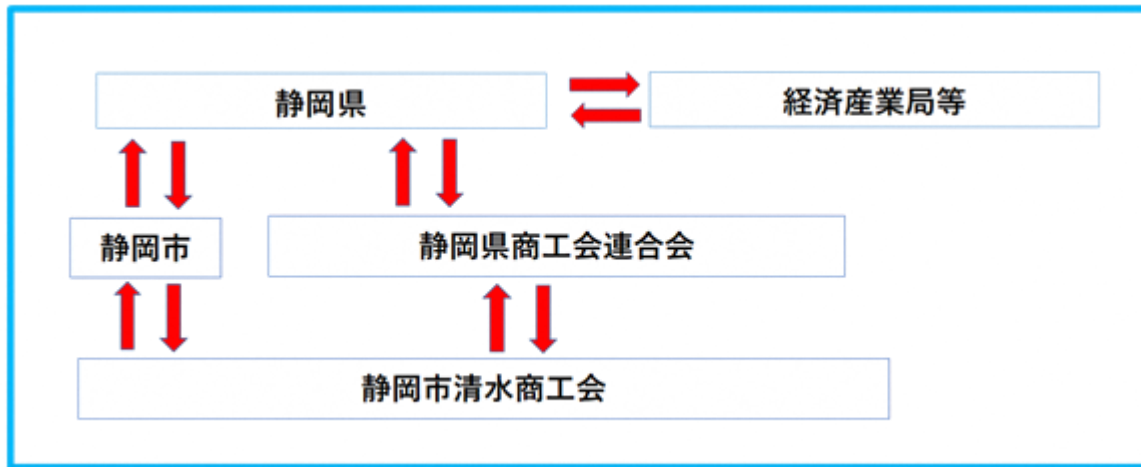 静岡県
経済産業局等
静岡市
静岡県商工会連合会
静岡市清水商工会